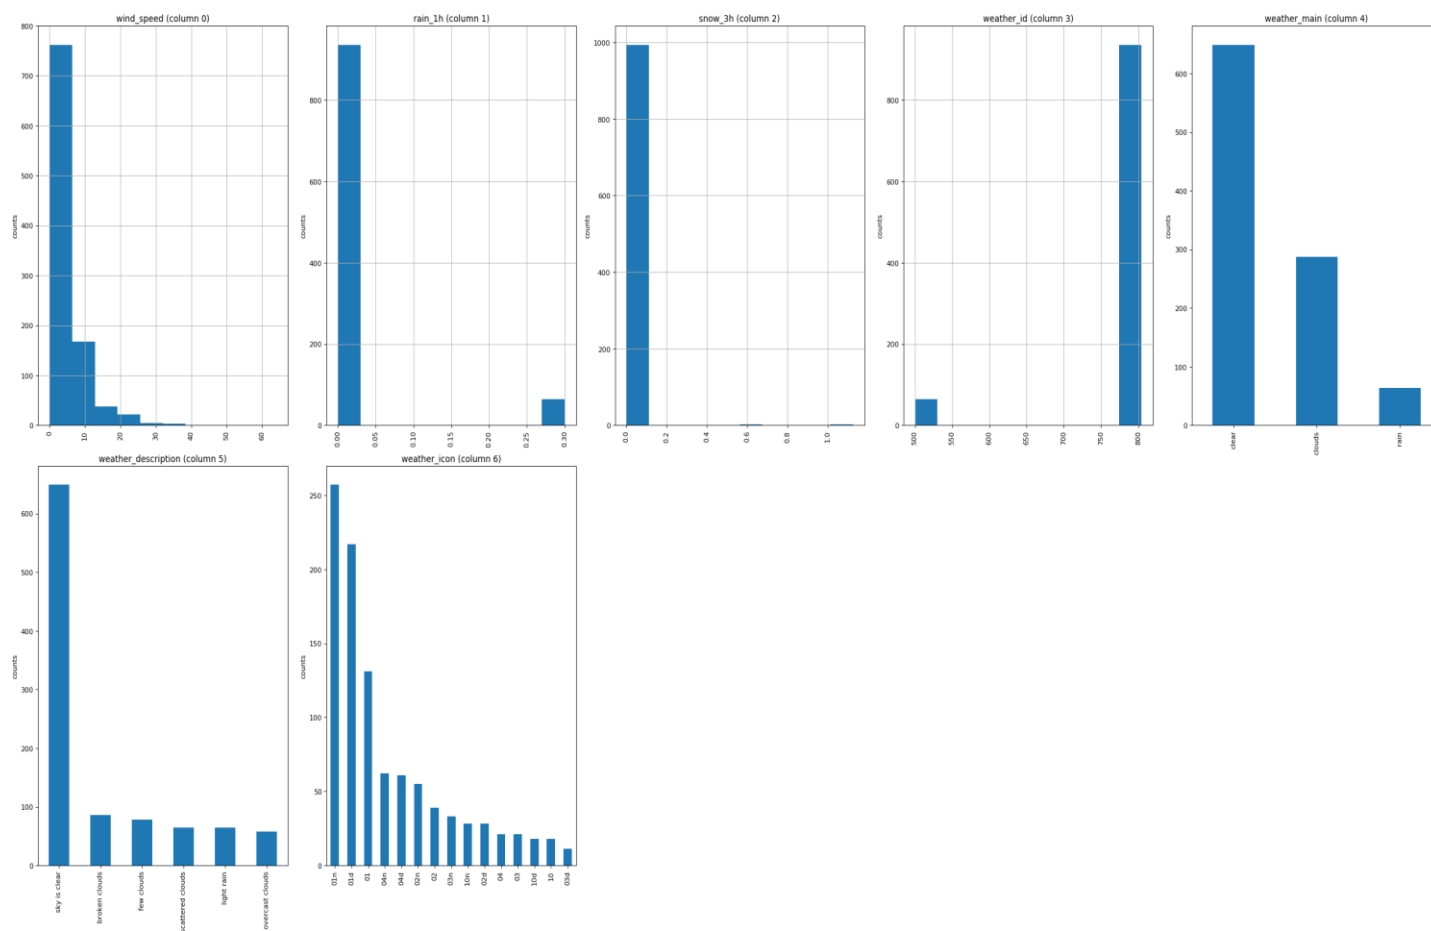 wind_speed (column 0)
rain_1h (column 1)
snow_3h (column 2)
weather_id (column 3)
weather_main (column 4)
800
700
600
500
400
300
200
100
0
counts
0
10
20
30
40
50
60
800
600
400
200
0
counts
0.00
0.05
0.10
0.15
0.20
0.25
0.30
1000
800
600
400
200
0
counts
0.0
0.2
0.4
0.6
0.8
1.0
800
600
400
200
0
counts
500
550
600
650
700
750
800
600
500
400
300
200
100
0
counts
clear
clouds
rain
weather_description (column 5)
weather_icon (column 6)
600
500
400
300
200
100
0
counts
sky is clear
broken clouds
few clouds
scattered clouds
light rain
overcast clouds
250
200
150
100
50
0
counts
01n
01d
01
04n
04d
02n
02
03n
10n
02d
04
03
10d
10
03d